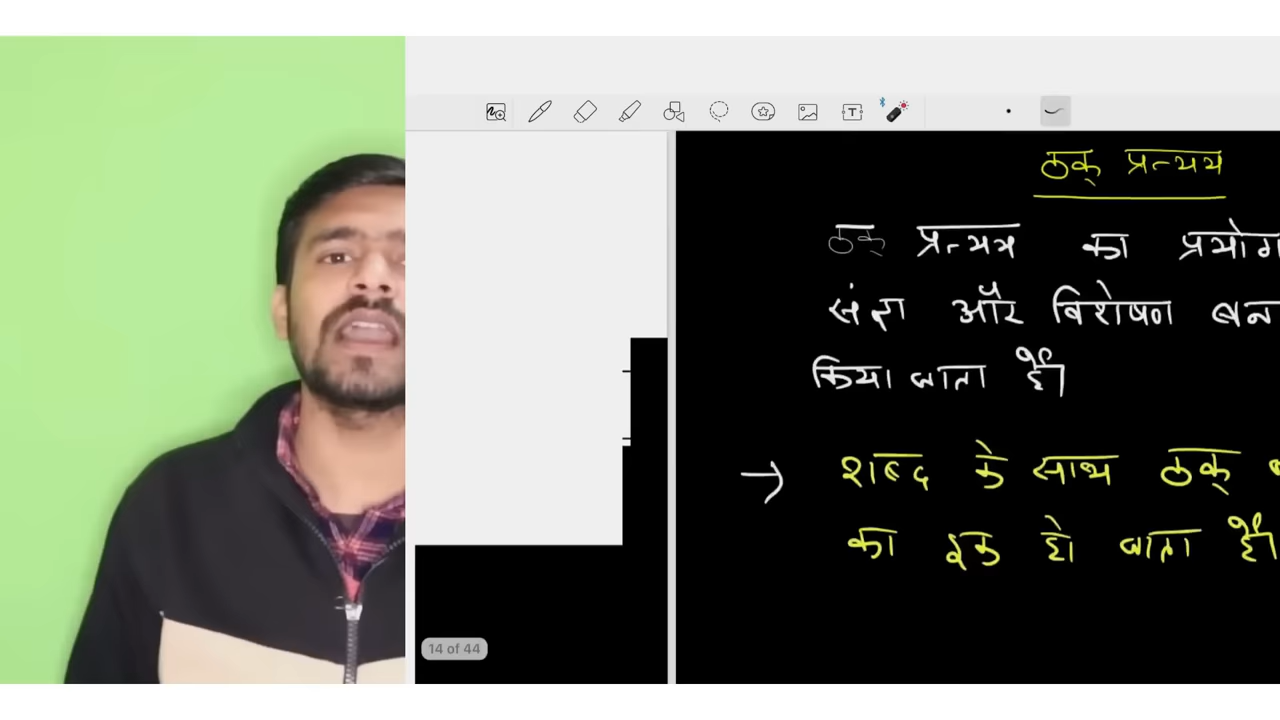 ठक् प्रत्यय
ठक् प्रत्यय का प्रयोग
संज्ञा और विशेषण बन
किया जाता है।
→ शब्द के साथ ठक्
का इक हो जाता है।
14 of 44